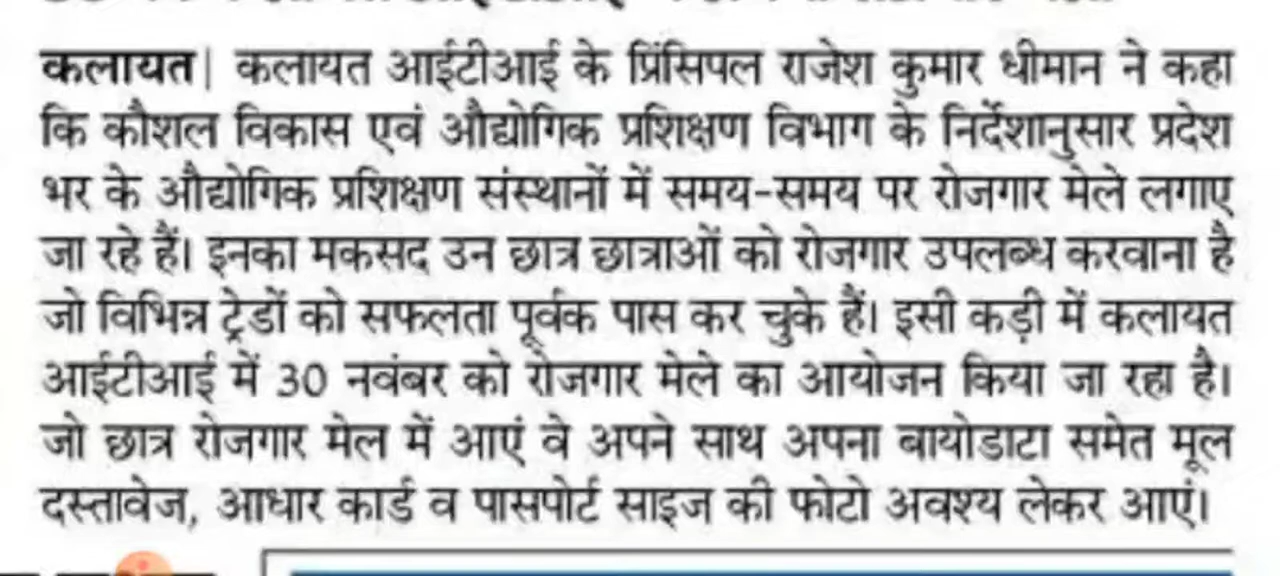 कलायत| कलायत आईटीआई के प्रिंसिपल राजेश कुमार धीमान ने कहा
कि कौशल विकास एवं औद्योगिक प्रशिक्षण विभाग के निर्देशानुसार प्रदेश
भर के औद्योगिक प्रशिक्षण संस्थानों में समय-समय पर रोजगार मेले लगाए
जा रहे हैं। इनका मकसद उन छात्र छात्राओं को रोजगार उपलब्ध करवाना है
जो विभिन्न ट्रेडों को सफलता पूर्वक पास कर चुके हैं। इसी कड़ी में कलायत
आईटीआई में 30 नवंबर को रोजगार मेले का आयोजन किया जा रहा है।
जो छात्र रोजगार मेल में आएं वे अपने साथ अपना बायोडाटा समेत मूल
दस्तावेज, आधार कार्ड व पासपोर्ट साइज की फोटो अवश्य लेकर आएं।